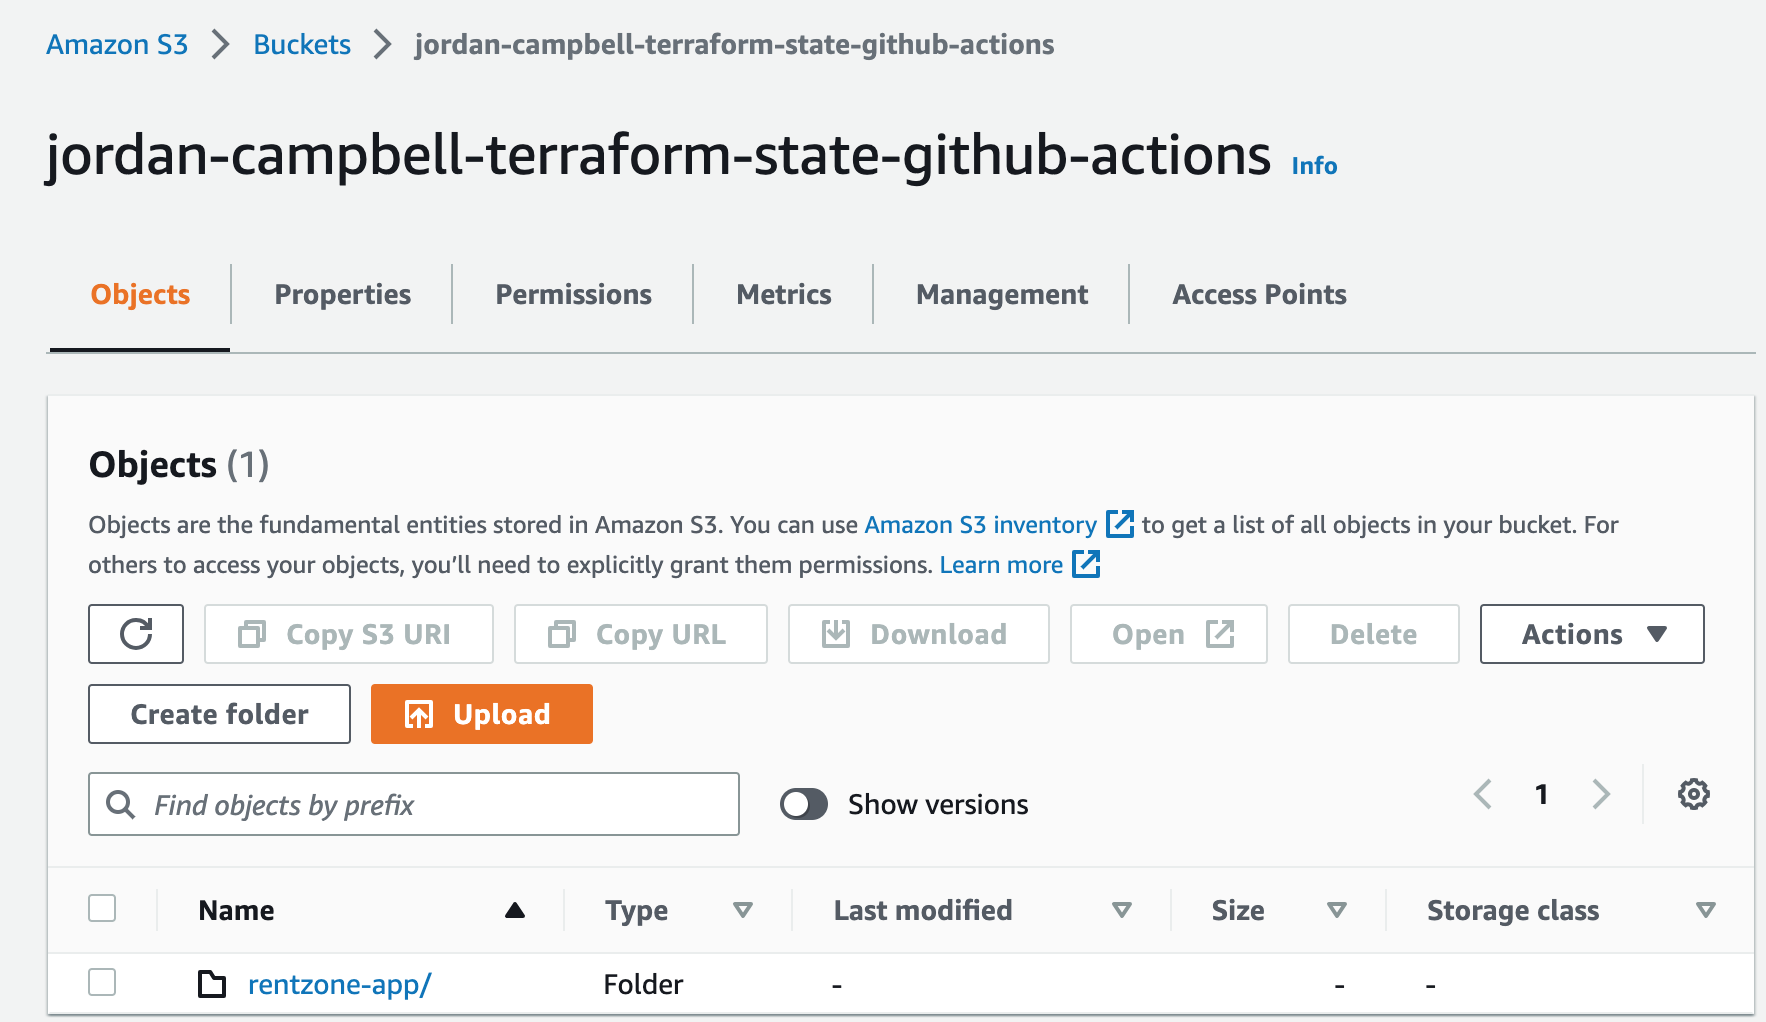 Amazon S3 > Buckets > jordan-campbell-terraform-state-github-actions
jordan-campbell-terraform-state-github-actions Info
Objects Properties Permissions Metrics Management Access Points
Objects (1)
Objects are the fundamental entities stored in Amazon S3. You can use Amazon S3 inventory to get a list of all objects in your bucket. For
others to access your objects, you’ll need to explicitly grant them permissions. Learn more
Copy S3 URI Copy URL Download Open Delete Actions
Create folder Upload
Find objects by prefix Show versions 1
Name Type Last modified Size Storage class
rentzone-app/ Folder - - -